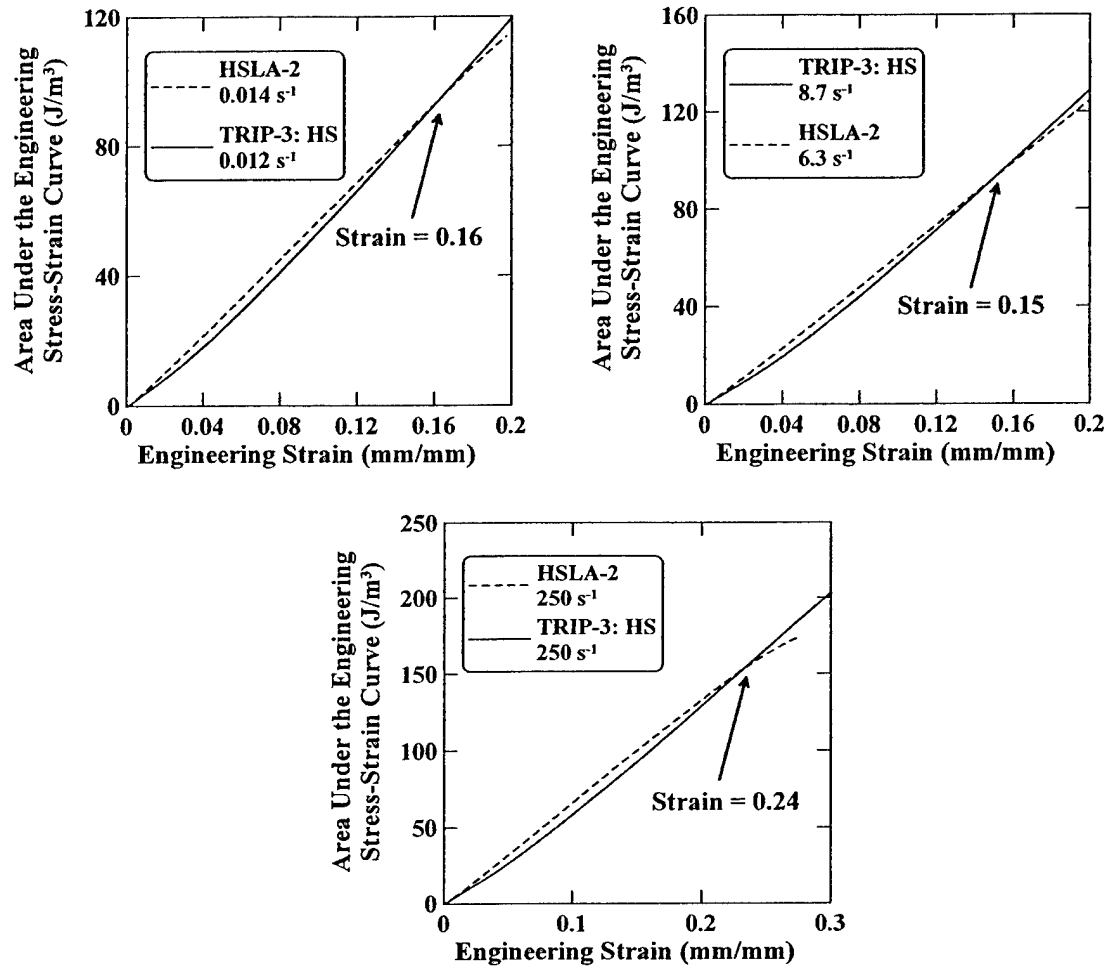 Area Under the Engineering
Stress-Strain Curve (J/m³)
120
80
40
0
HSLA-2
0.014 s⁻¹
TRIP-3: HS
0.012 s⁻¹
Strain = 0.16
0 0.04 0.08 0.12 0.16 0.2
Engineering Strain (mm/mm)
Area Under the Engineering
Stress-Strain Curve (J/m³)
160
120
80
40
0
TRIP-3: HS
8.7 s⁻¹
HSLA-2
6.3 s⁻¹
Strain = 0.15
0 0.04 0.08 0.12 0.16 0.2
Engineering Strain (mm/mm)
Area Under the Engineering
Stress-Strain Curve (J/m³)
250
200
150
100
50
0
HSLA-2
250 s⁻¹
TRIP-3: HS
250 s⁻¹
Strain = 0.24
0 0.1 0.2 0.3
Engineering Strain (mm/mm)